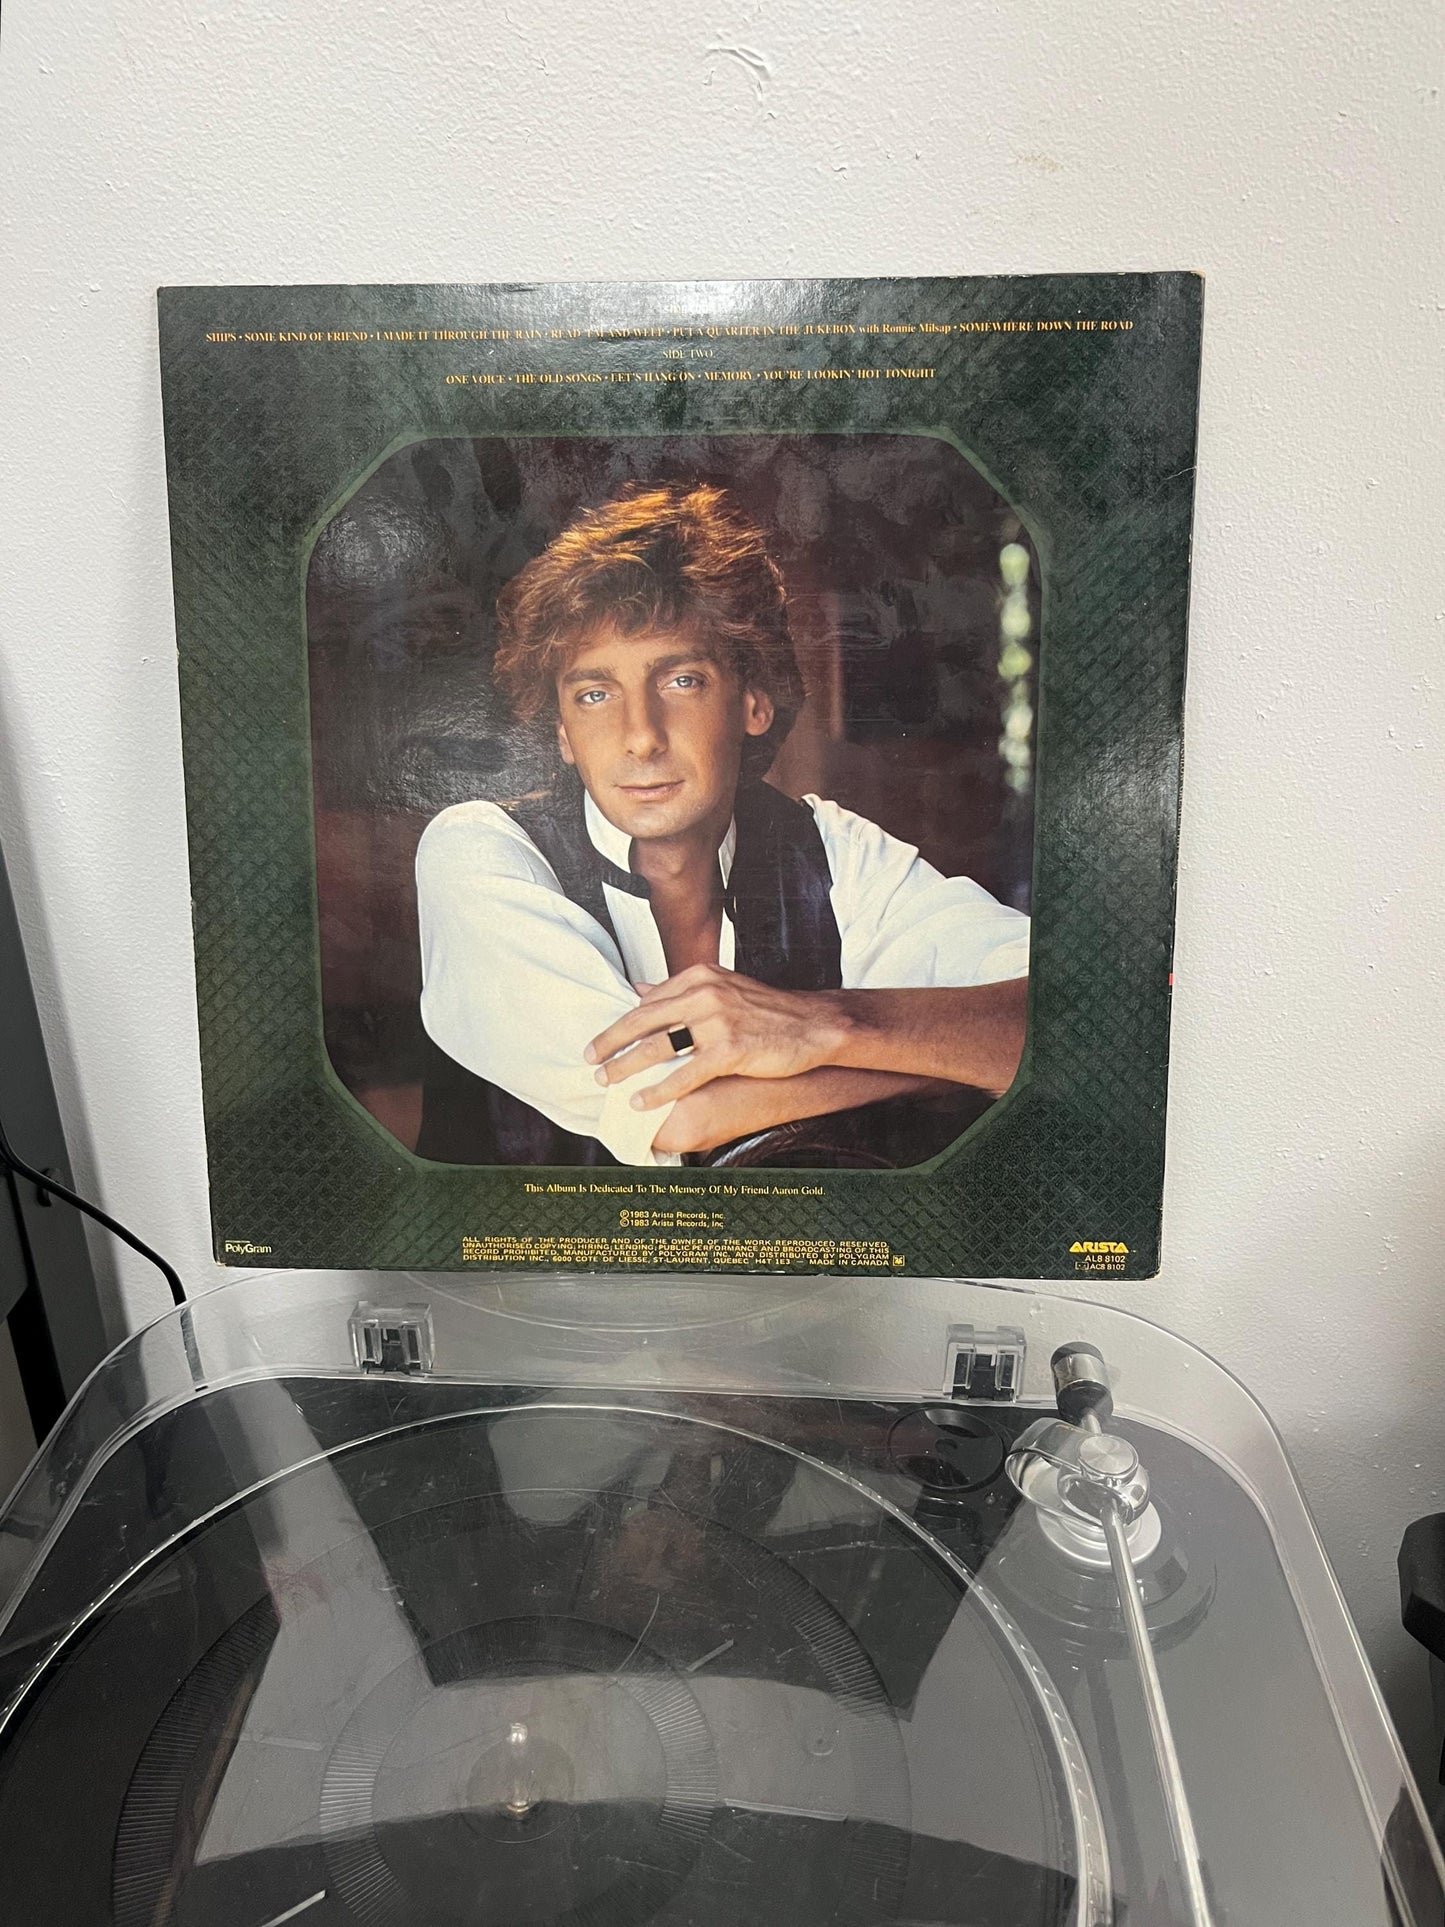 SHIPS • SOME KIND OF FRIEND • I MADE IT THROUGH THE RAIN • READ 'EM AND WEEP • PUT A QUARTER IN THE JUKEBOX with Ronnie Milsap • SOMEWHERE DOWN THE ROAD
SIDE TWO
ONE VOICE • THE OLD SONGS • LET'S HANG ON • MEMORY • YOU'RE LOOKIN' HOT TONIGHT
This Album Is Dedicated To The Memory Of My Friend Aaron Gold.
℗1983 Arista Records, Inc.
©1983 Arista Records, Inc.
PolyGram
ALL RIGHTS OF THE PRODUCER AND OF THE OWNER OF THE WORK REPRODUCED RESERVED.
UNAUTHORISED COPYING, HIRING, LENDING, PUBLIC PERFORMANCE AND BROADCASTING OF THIS
RECORD PROHIBITED. MANUFACTURED BY POLYGRAM INC. AND DISTRIBUTED BY POLYGRAM
DISTRIBUTION INC., 6000 COTE DE LIESSE, ST-LAURENT, QUEBEC H4T 1E3 — MADE IN CANADA
ARISTA
AL8 8102
AC8 8102